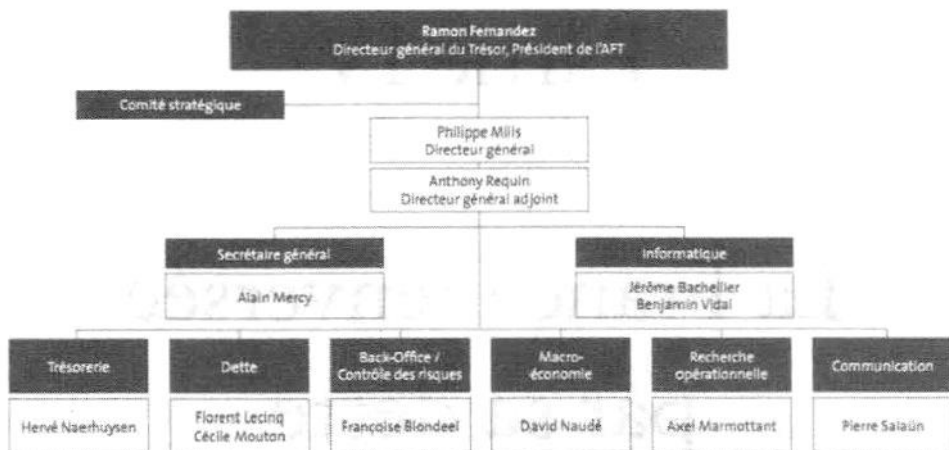 Ramon Fernandez
Directeur général du Trésor, Président de l'AFT
Comité stratégique
Philippe Mills
Directeur général
Anthony Requin
Directeur général adjoint
Secrétaire général
Alain Mercy
Informatique
Jérôme Bachellier
Benjamin Vidal
Trésorerie
Hervé Naerhuysen
Dette
Florent Lecinq
Cécile Mouton
Back-Office /
Contrôle des risques
Françoise Blondeel
Macro-
économie
David Naudé
Recherche
opérationnelle
Axel Marmottant
Communication
Pierre Salaün